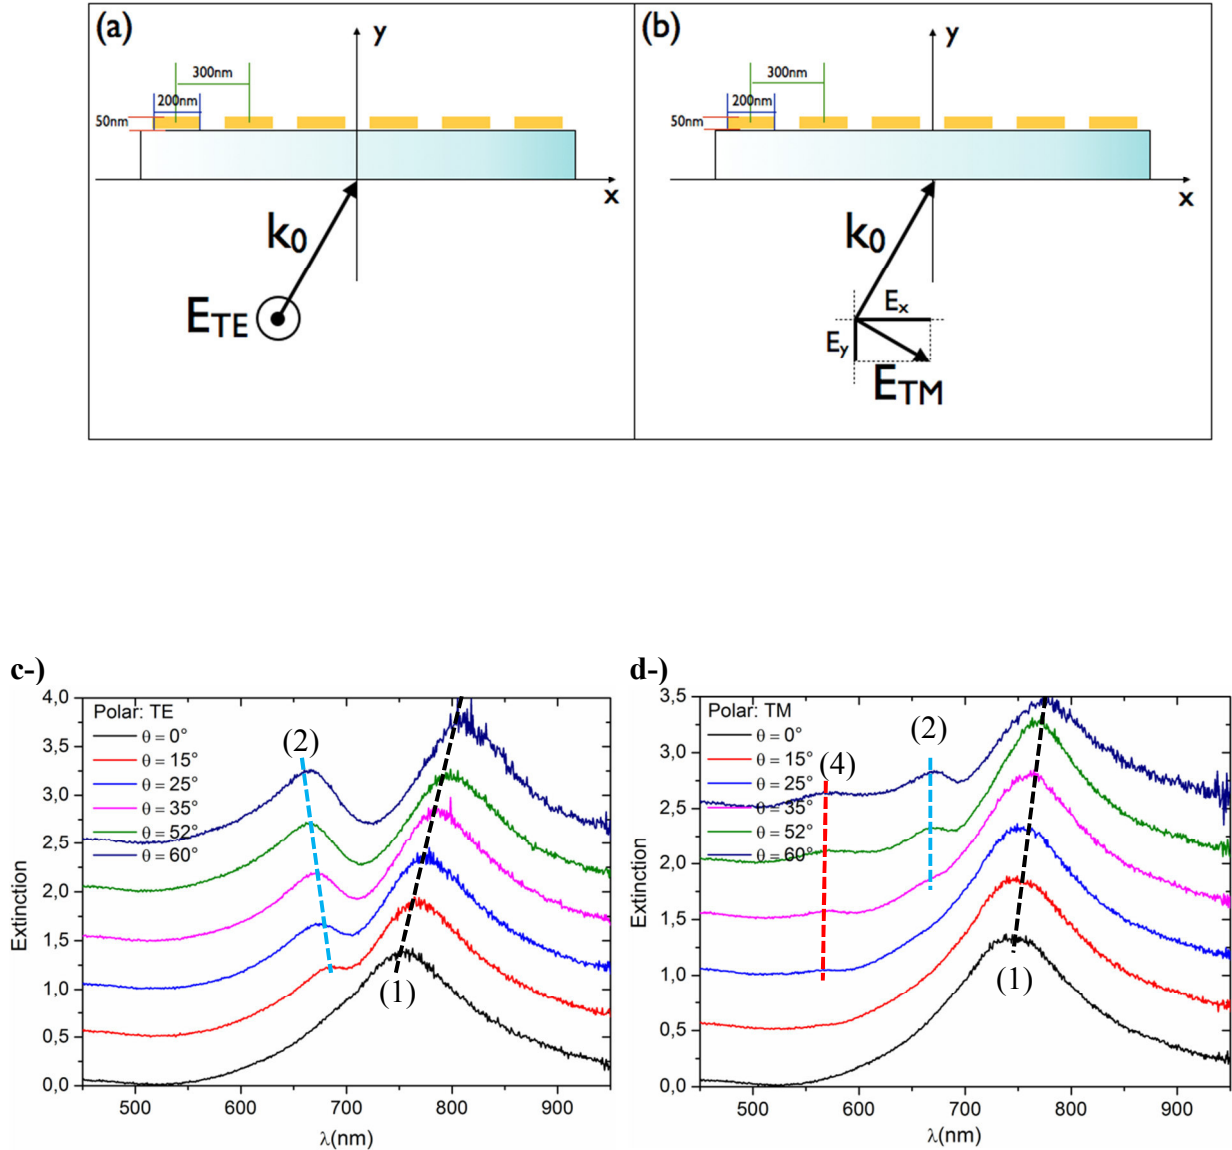 (a)
y
300nm
200nm
50nm
x
k0
ETE
(b)
y
300nm
200nm
50nm
x
k0
Ex
Ey
ETM
c-)
4,0
3,5
3,0
2,5
2,0
1,5
1,0
0,5
0,0
Extinction
Polar: TE
θ = 0°
θ = 15°
θ = 25°
θ = 35°
θ = 52°
θ = 60°
(2)
(1)
500 600 700 800 900
λ(nm)
d-)
3,5
3,0
2,5
2,0
1,5
1,0
0,5
0,0
Extinction
Polar: TM
θ = 0°
θ = 15°
θ = 25°
θ = 35°
θ = 52°
θ = 60°
(4)
(2)
(1)
500 600 700 800 900
λ(nm)